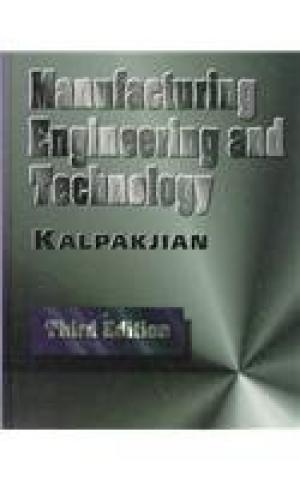 Manufacturing
Engineering and
Technology
KALPAKJIAN
Third Edition